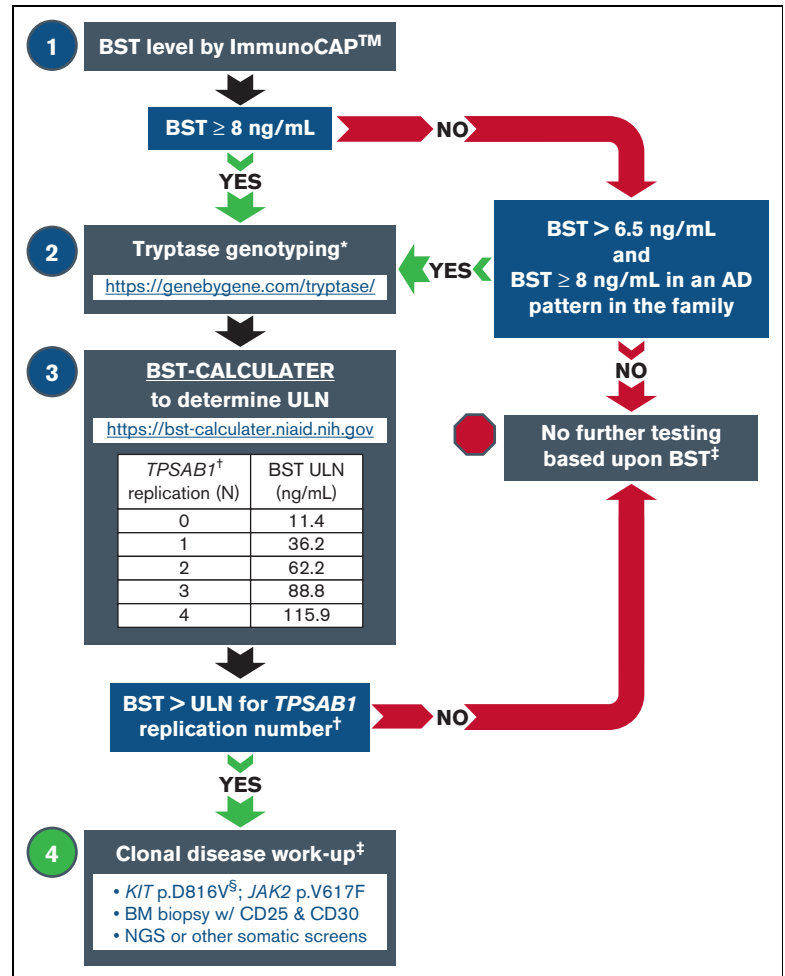 1
BST level by ImmunoCAP™
BST ≥ 8 ng/mL
NO
YES
BST > 6.5 ng/mL
and
BST ≥ 8 ng/mL in an AD
pattern in the family
YES
NO
2
Tryptase genotyping*
https://genebygene.com/tryptase/
3
BST-CALCULATER
to determine ULN
https://bst-calculater.niaid.nih.gov
TPSAB1† replication (N) BST ULN (ng/mL)
0 11.4
1 36.2
2 62.2
3 88.8
4 115.9
No further testing
based upon BST‡
BST > ULN for TPSAB1
replication number†
NO
YES
4
Clonal disease work-up‡
• KIT p.D816V§; JAK2 p.V617F
• BM biopsy w/ CD25 & CD30
• NGS or other somatic screens